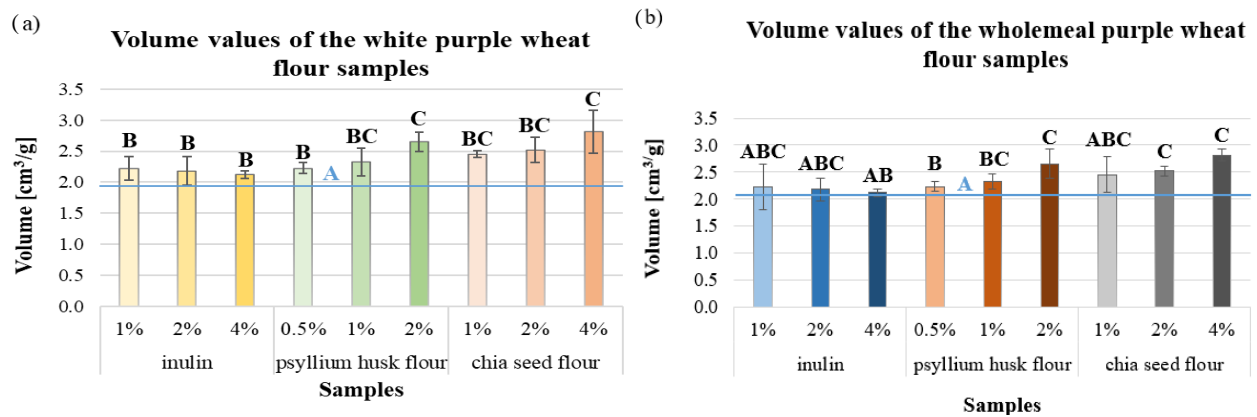 (a)
Volume values of the white purple wheat
flour samples
Volume [cm³/g]
3.5
3.0
2.5
2.0
1.5
1.0
0.5
0.0
B B B B BC C BC BC C
A
1% 2% 4% 0.5% 1% 2% 1% 2% 4%
inulin psyllium husk flour chia seed flour
Samples
(b)
Volume values of the wholemeal purple wheat
flour samples
Volume [cm³/g]
3.5
3.0
2.5
2.0
1.5
1.0
0.5
0.0
ABC ABC AB B BC C ABC C C
A
1% 2% 4% 0.5% 1% 2% 1% 2% 4%
inulin psyllium husk flour chia seed flour
Samples